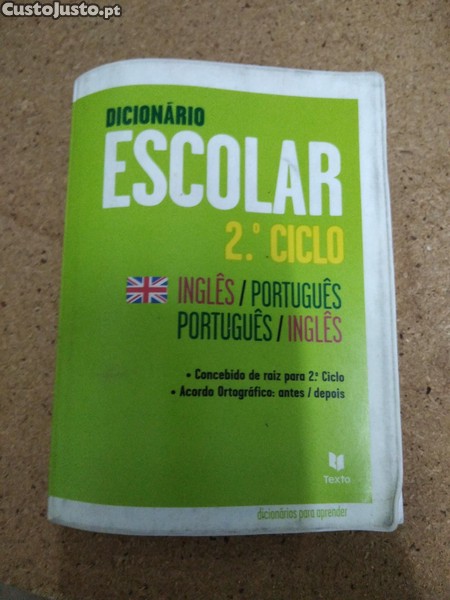 CustoJusto.pt
DICIONÁRIO
ESCOLAR
2.º CICLO
INGLÊS / PORTUGUÊS
PORTUGUÊS / INGLÊS
• Concebido de raiz para 2.º Ciclo
• Acordo Ortográfico: antes / depois
Texto
dicionários para aprender